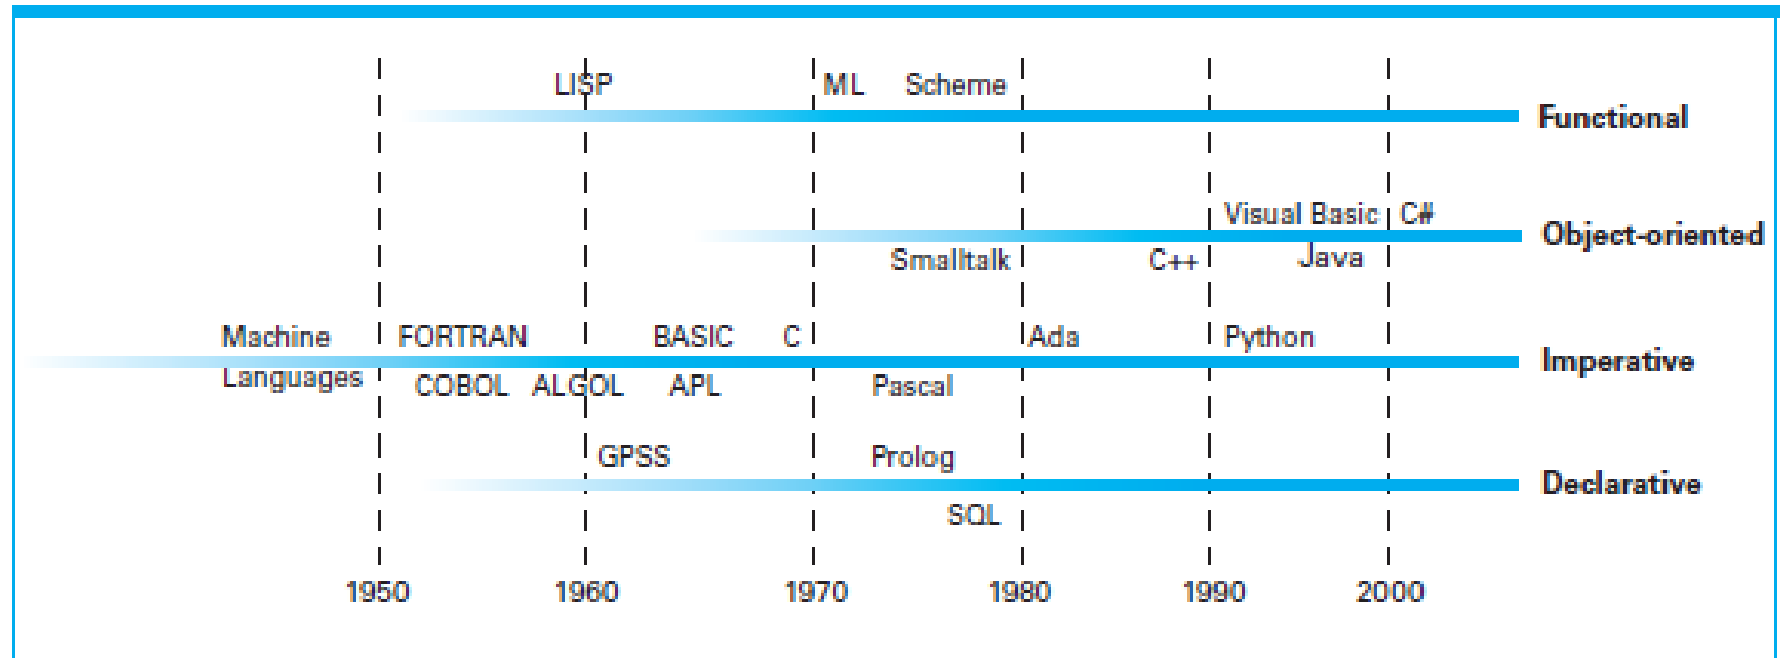 LISP ML Scheme
Functional
Visual Basic C#
Object-oriented
Smalltalk C++ Java
Machine FORTRAN BASIC C Ada Python
Imperative
Languages COBOL ALGOL APL Pascal
GPSS Prolog
Declarative
SQL
1950 1960 1970 1980 1990 2000